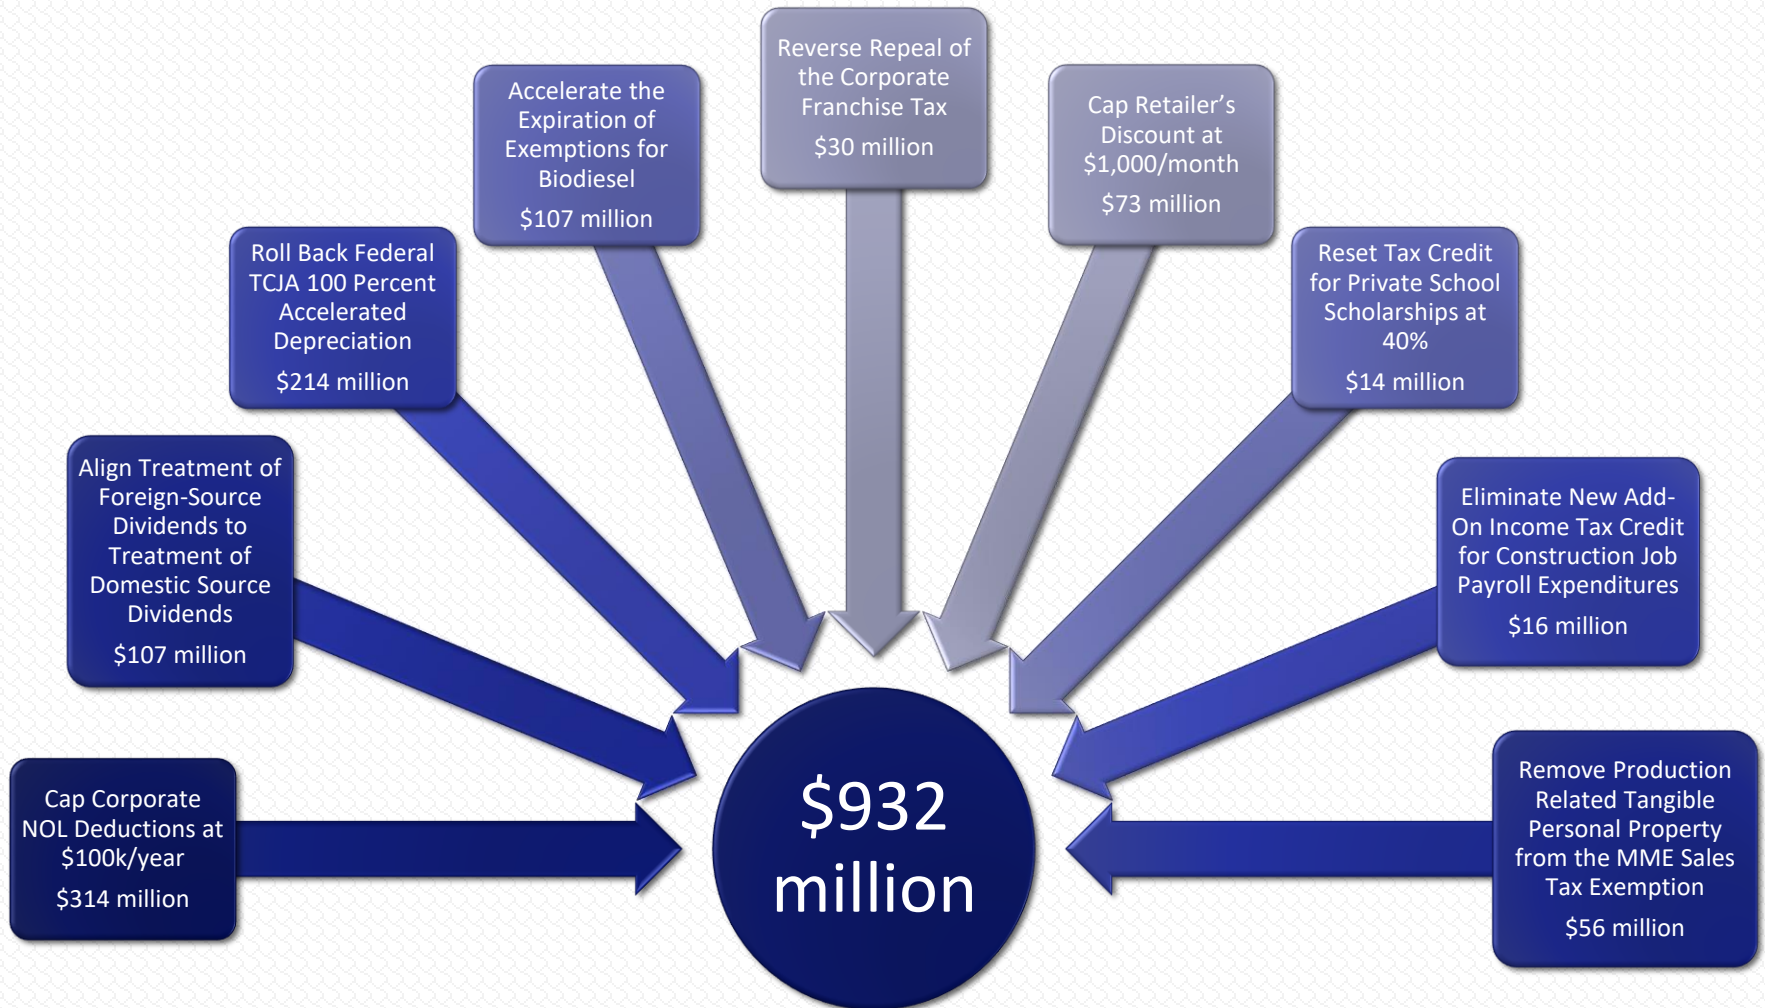 Cap Corporate
NOL Deductions at
$100k/year
$314 million
Align Treatment of
Foreign-Source
Dividends to
Treatment of
Domestic Source
Dividends
$107 million
Roll Back Federal
TCJA 100 Percent
Accelerated
Depreciation
$214 million
Accelerate the
Expiration of
Exemptions for
Biodiesel
$107 million
Reverse Repeal of
the Corporate
Franchise Tax
$30 million
Cap Retailer’s
Discount at
$1,000/month
$73 million
Reset Tax Credit
for Private School
Scholarships at
40%
$14 million
Eliminate New Add-
On Income Tax Credit
for Construction Job
Payroll Expenditures
$16 million
Remove Production
Related Tangible
Personal Property
from the MME Sales
Tax Exemption
$56 million
$932
million